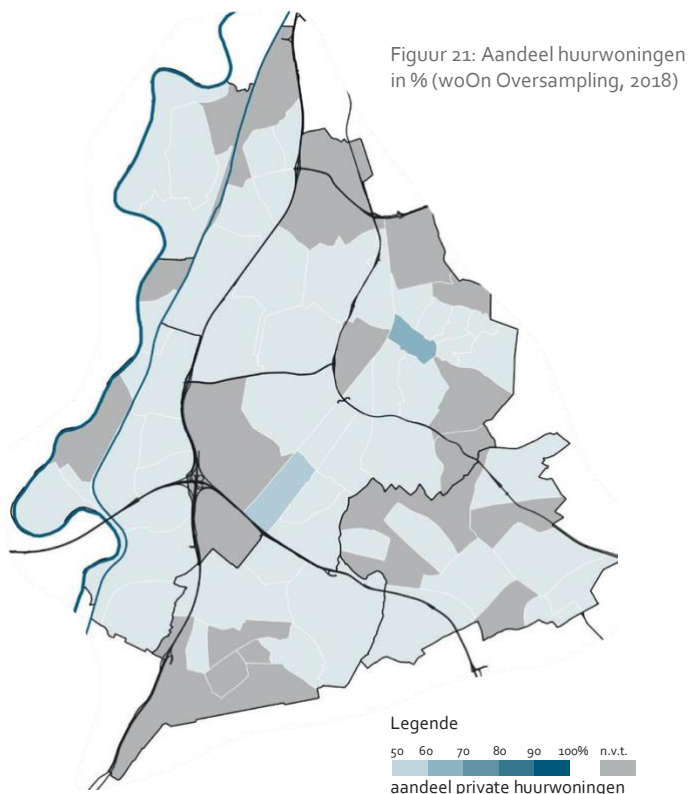 Figuur 21: Aandeel huurwoningen
in % (woOn Oversampling, 2018)
Legende
50 60 70 80 90 100% n.v.t.
aandeel private huurwoningen